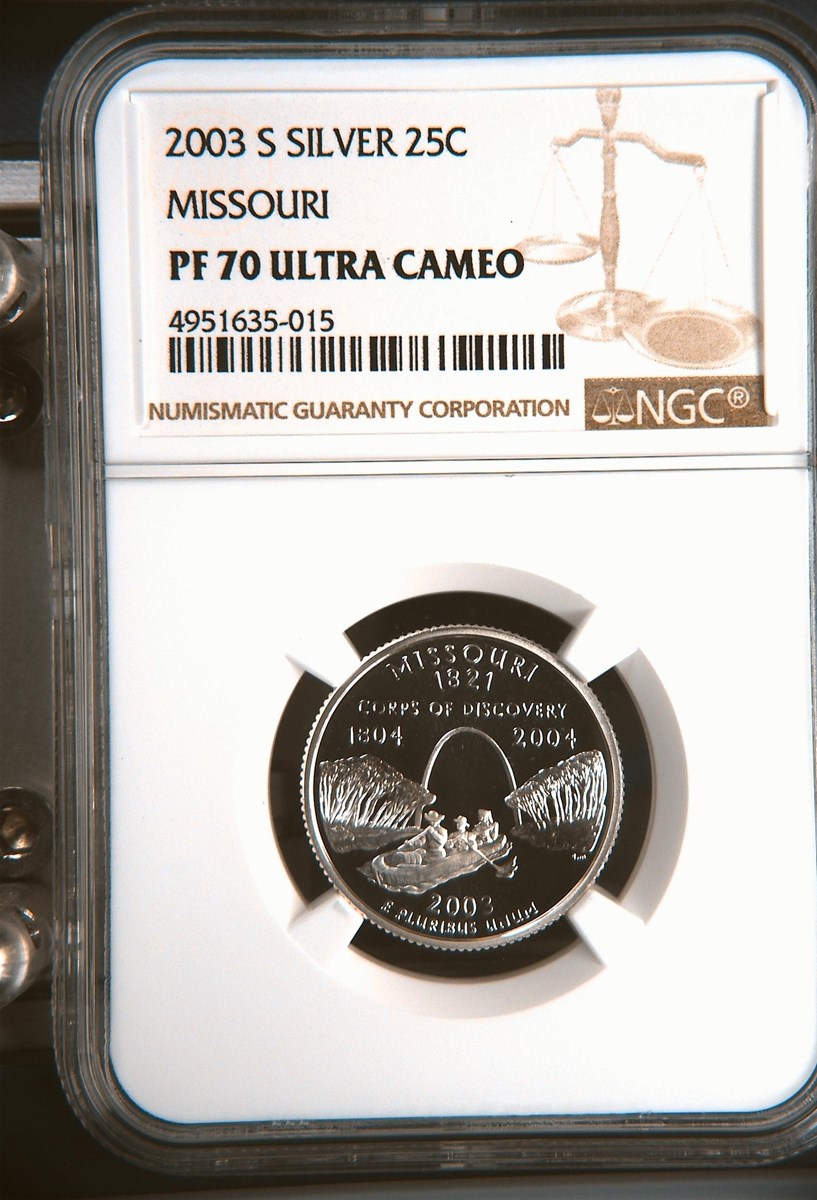 2003 S SILVER 25C
MISSOURI
PF 70 ULTRA CAMEO
4951635-015
NUMISMATIC GUARANTY CORPORATION
NGC®
MISSOURI
1821
CORPS OF DISCOVERY
1804 2004
2003
E PLURIBUS UNUM